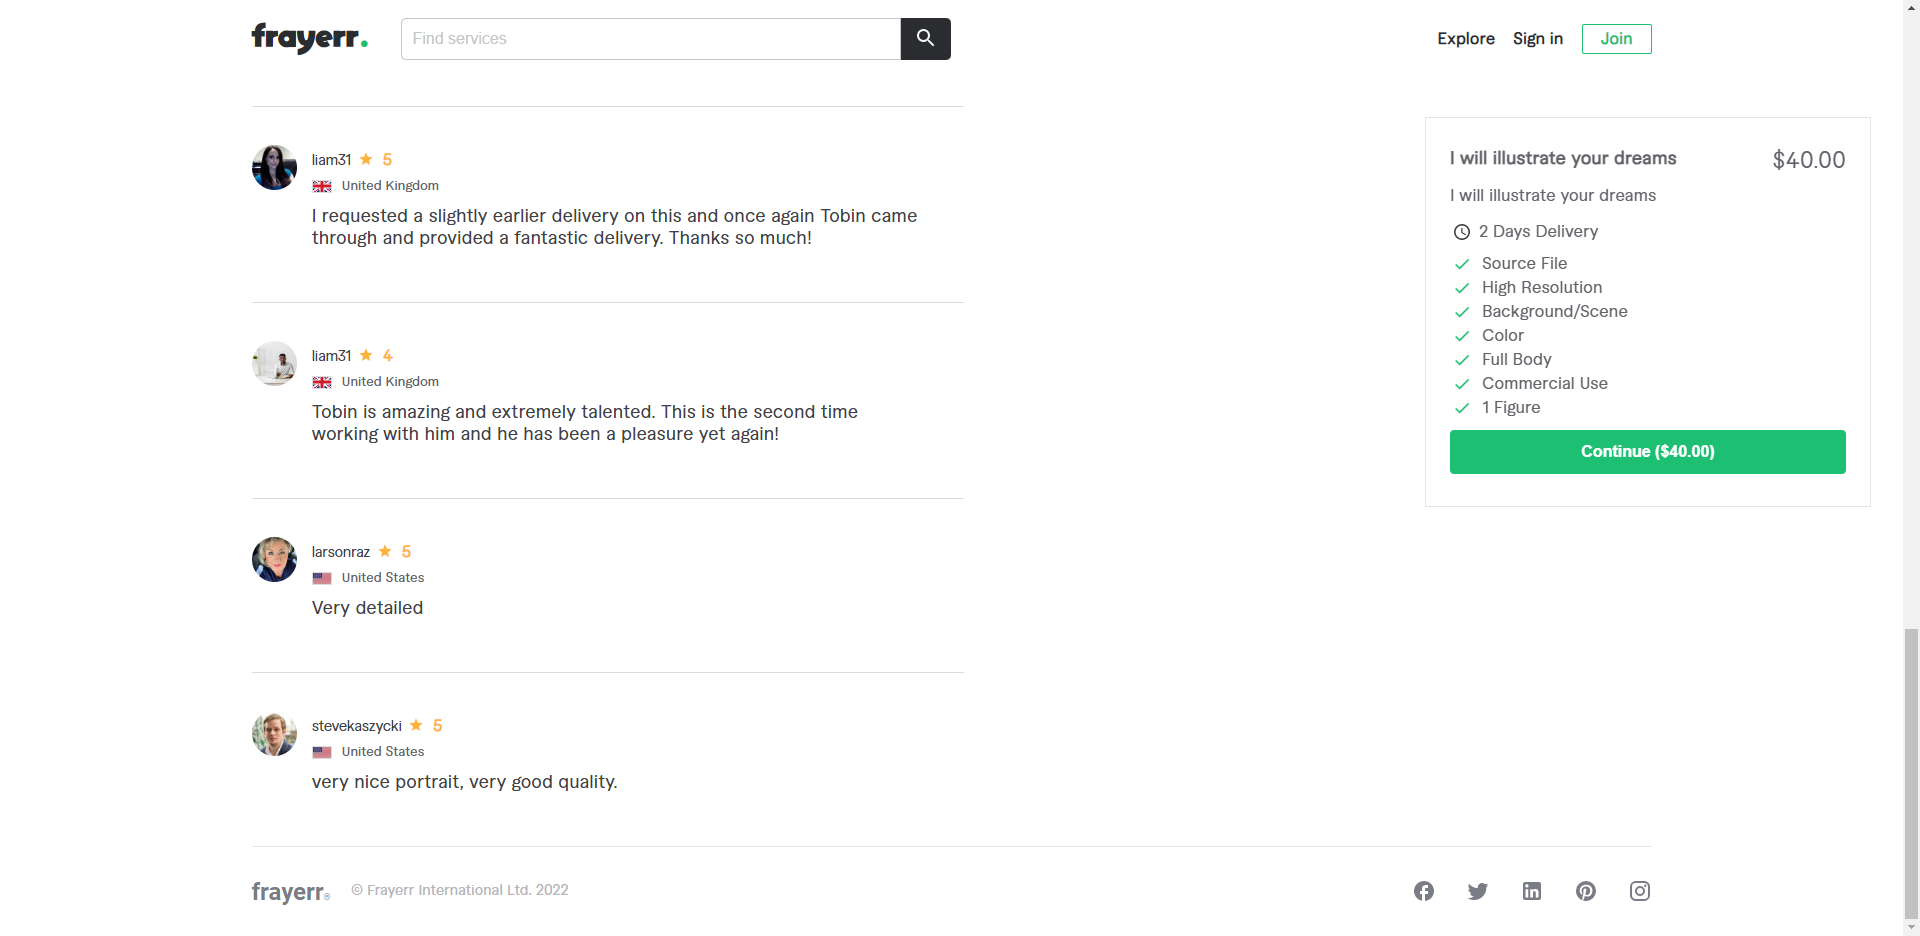 frayerr.
Find services
Explore
Sign in
Join
liam31 5
United Kingdom
I requested a slightly earlier delivery on this and once again Tobin came
through and provided a fantastic delivery. Thanks so much!
liam31 4
United Kingdom
Tobin is amazing and extremely talented. This is the second time
working with him and he has been a pleasure yet again!
larsonraz 5
United States
Very detailed
stevekaszycki 5
United States
very nice portrait, very good quality.
I will illustrate your dreams
$40.00
I will illustrate your dreams
2 Days Delivery
Source File
High Resolution
Background/Scene
Color
Full Body
Commercial Use
1 Figure
Continue ($40.00)
frayerr®
© Frayerr International Ltd. 2022